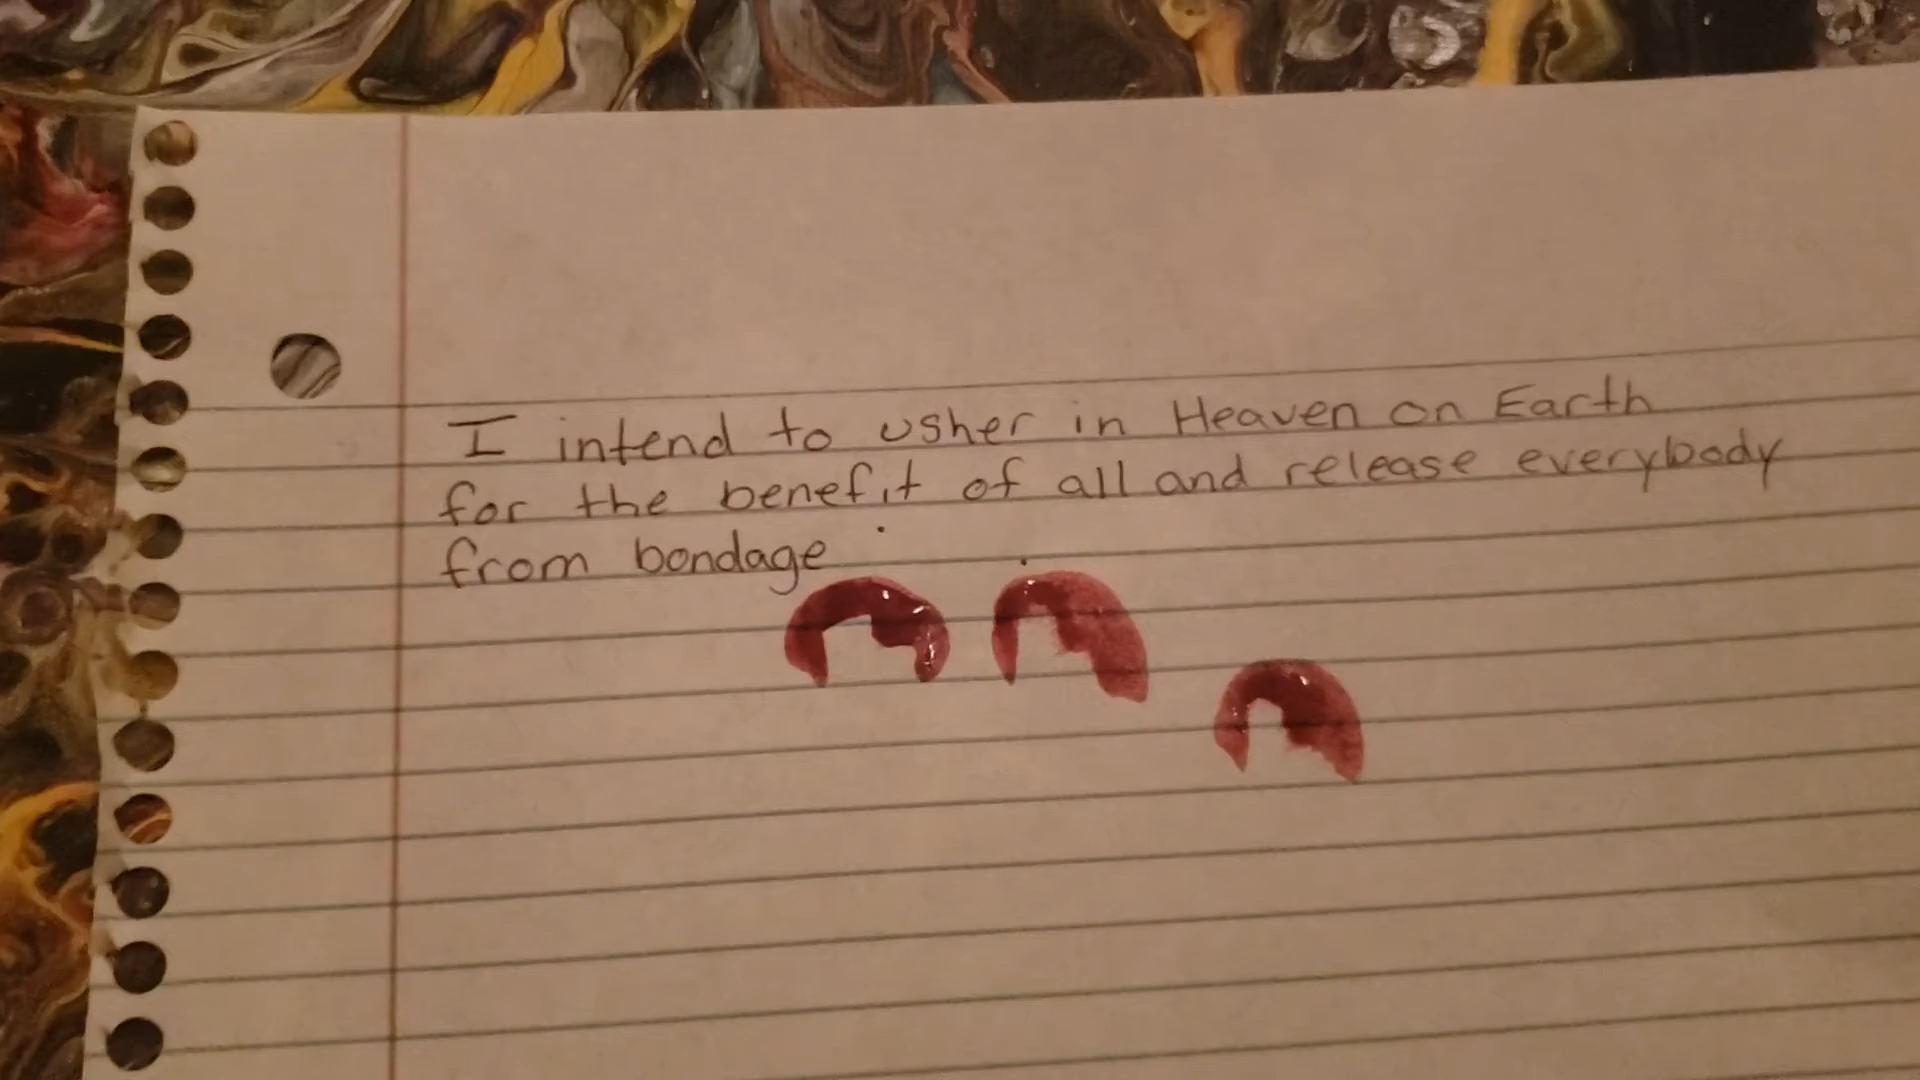 I intend to usher in Heaven on Earth
for the benefit of all and release everybody
from bondage